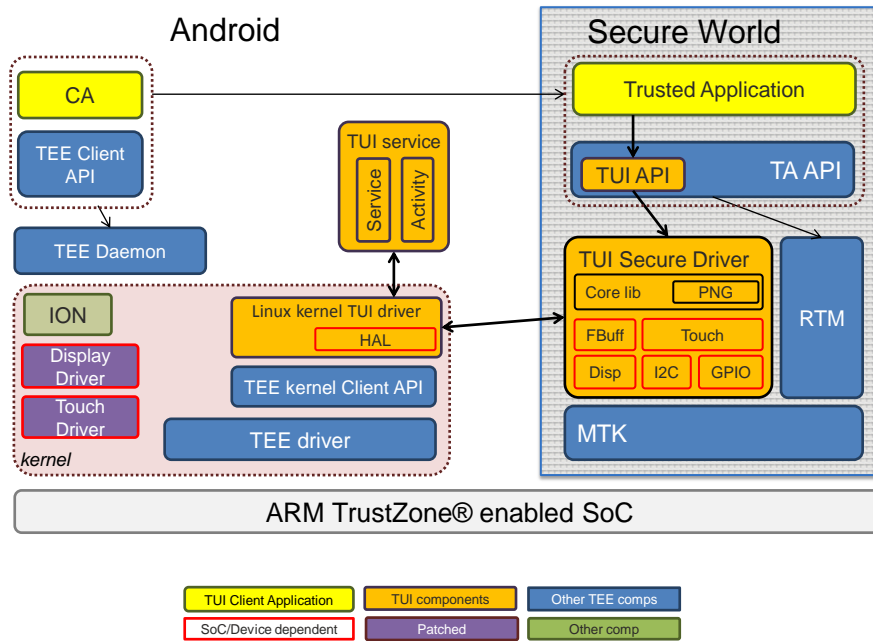 Android
Secure World
CA
TEE Client
API
TEE Daemon
TUI service
Service
Activity
Trusted Application
TUI API
TA API
TUI Secure Driver
Core lib
PNG
FBuff
Touch
Disp
I2C
GPIO
RTM
MTK
ION
Display
Driver
Touch
Driver
kernel
Linux kernel TUI driver
HAL
TEE kernel Client API
TEE driver
ARM TrustZone® enabled SoC
TUI Client Application
TUI components
Other TEE comps
SoC/Device dependent
Patched
Other comp